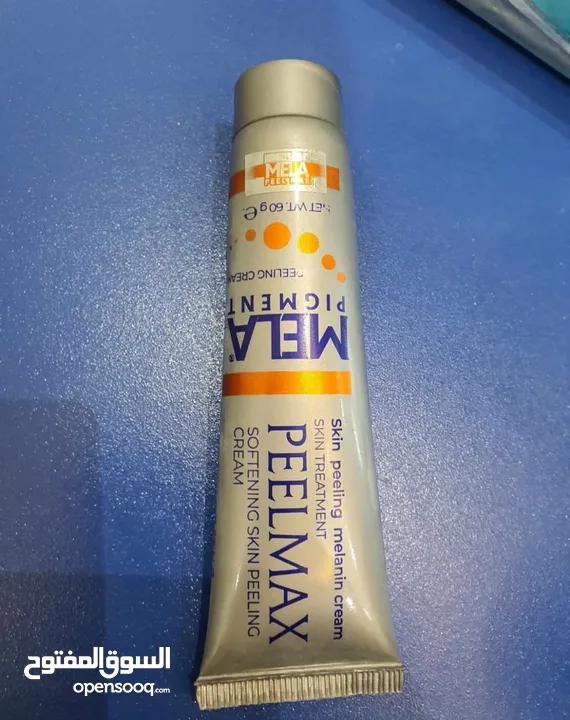 MELA
PEELMAX
NET WT. 60 g e
PEELING CREAM
PIGMENT
MELA®
Skin peeling melanin cream
SKIN TREATMENT
PEELMAX
SOFTENING SKIN PEELING
CREAM
السوق المفتوح
opensooq.com